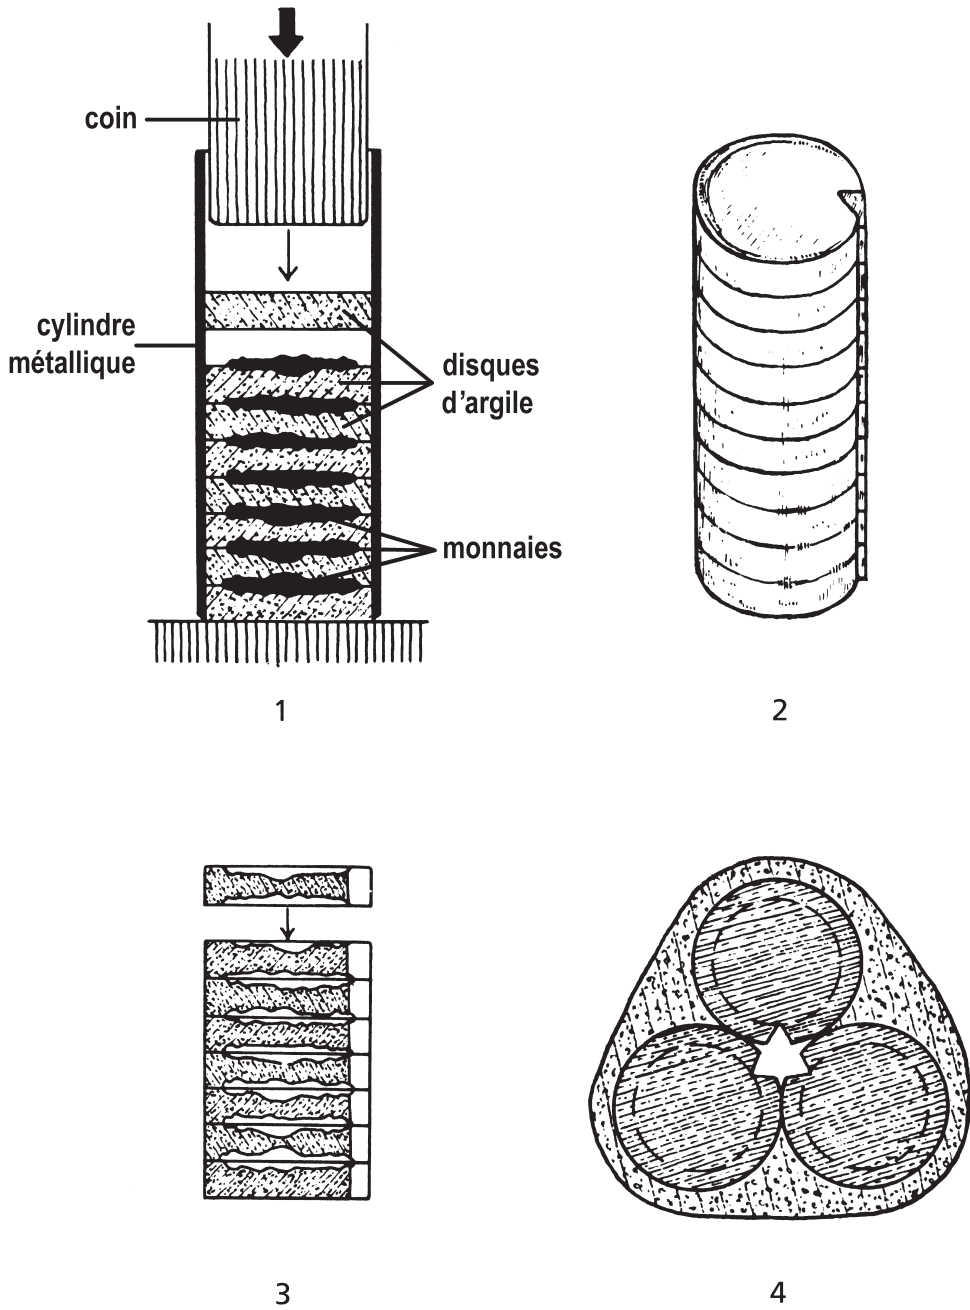 coin
cylindre
métallique
disques
d'argile
monnaies
1
2
3
4